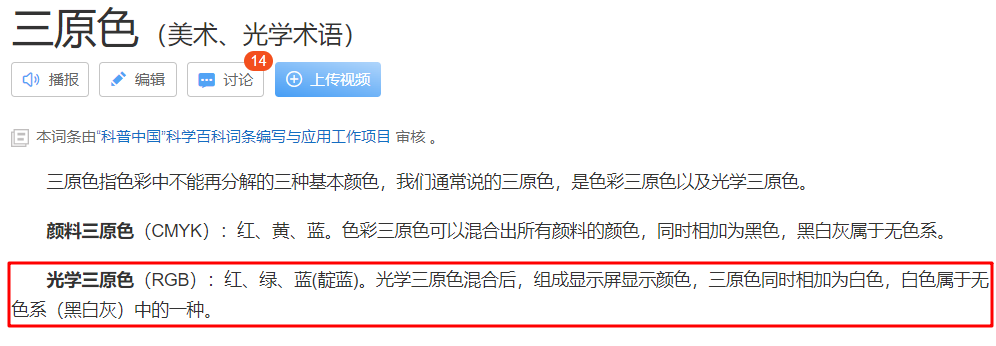 三原色（美术、光学术语）
播报 编辑 讨论 14 上传视频
本词条由“科普中国”科学百科词条编写与应用工作项目 审核 。
三原色指色彩中不能再分解的三种基本颜色，我们通常说的三原色，是色彩三原色以及光学三原色。
颜料三原色（CMYK）：红、黄、蓝。色彩三原色可以混合出所有颜料的颜色，同时相加为黑色，黑白灰属于无色系。
光学三原色（RGB）：红、绿、蓝(靛蓝)。光学三原色混合后，组成显示屏显示颜色，三原色同时相加为白色，白色属于无
色系（黑白灰）中的一种。